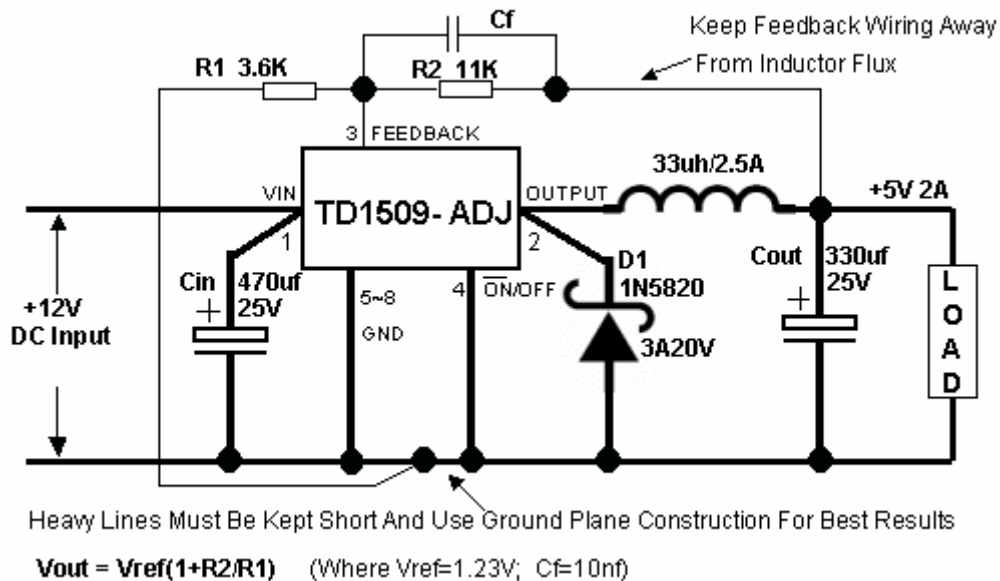 Cf
Keep Feedback Wiring Away
From Inductor Flux
R1 3.6K
R2 11K
3 FEEDBACK
33uh/2.5A
VIN
OUTPUT
+5V 2A
TD1509- ADJ
1
2
Cin
470uf
25V
+
D1
1N5820
Cout
330uf
25V
+
5~8
GND
4
ON/OFF
3A20V
LOAD
+12V
DC Input
Heavy Lines Must Be Kept Short And Use Ground Plane Construction For Best Results
Vout = Vref(1+R2/R1) (Where Vref=1.23V; Cf=10nf)